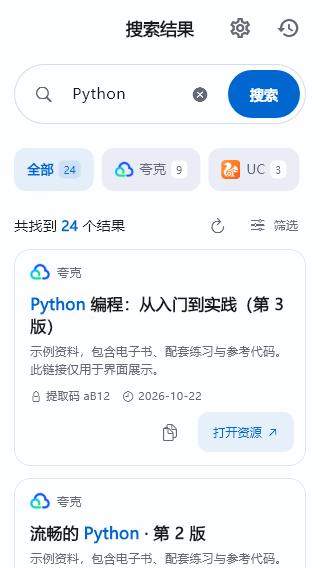 搜索结果
Python
搜索
全部 24
夸克 9
UC 3
共找到 24 个结果
筛选
夸克
Python 编程：从入门到实践（第 3
版）
示例资料，包含电子书、配套练习与参考代码。
此链接仅用于界面展示。
提取码 aB12 2026-10-22
打开资源
夸克
流畅的 Python · 第 2 版
示例资料，包含电子书、配套练习与参考代码。